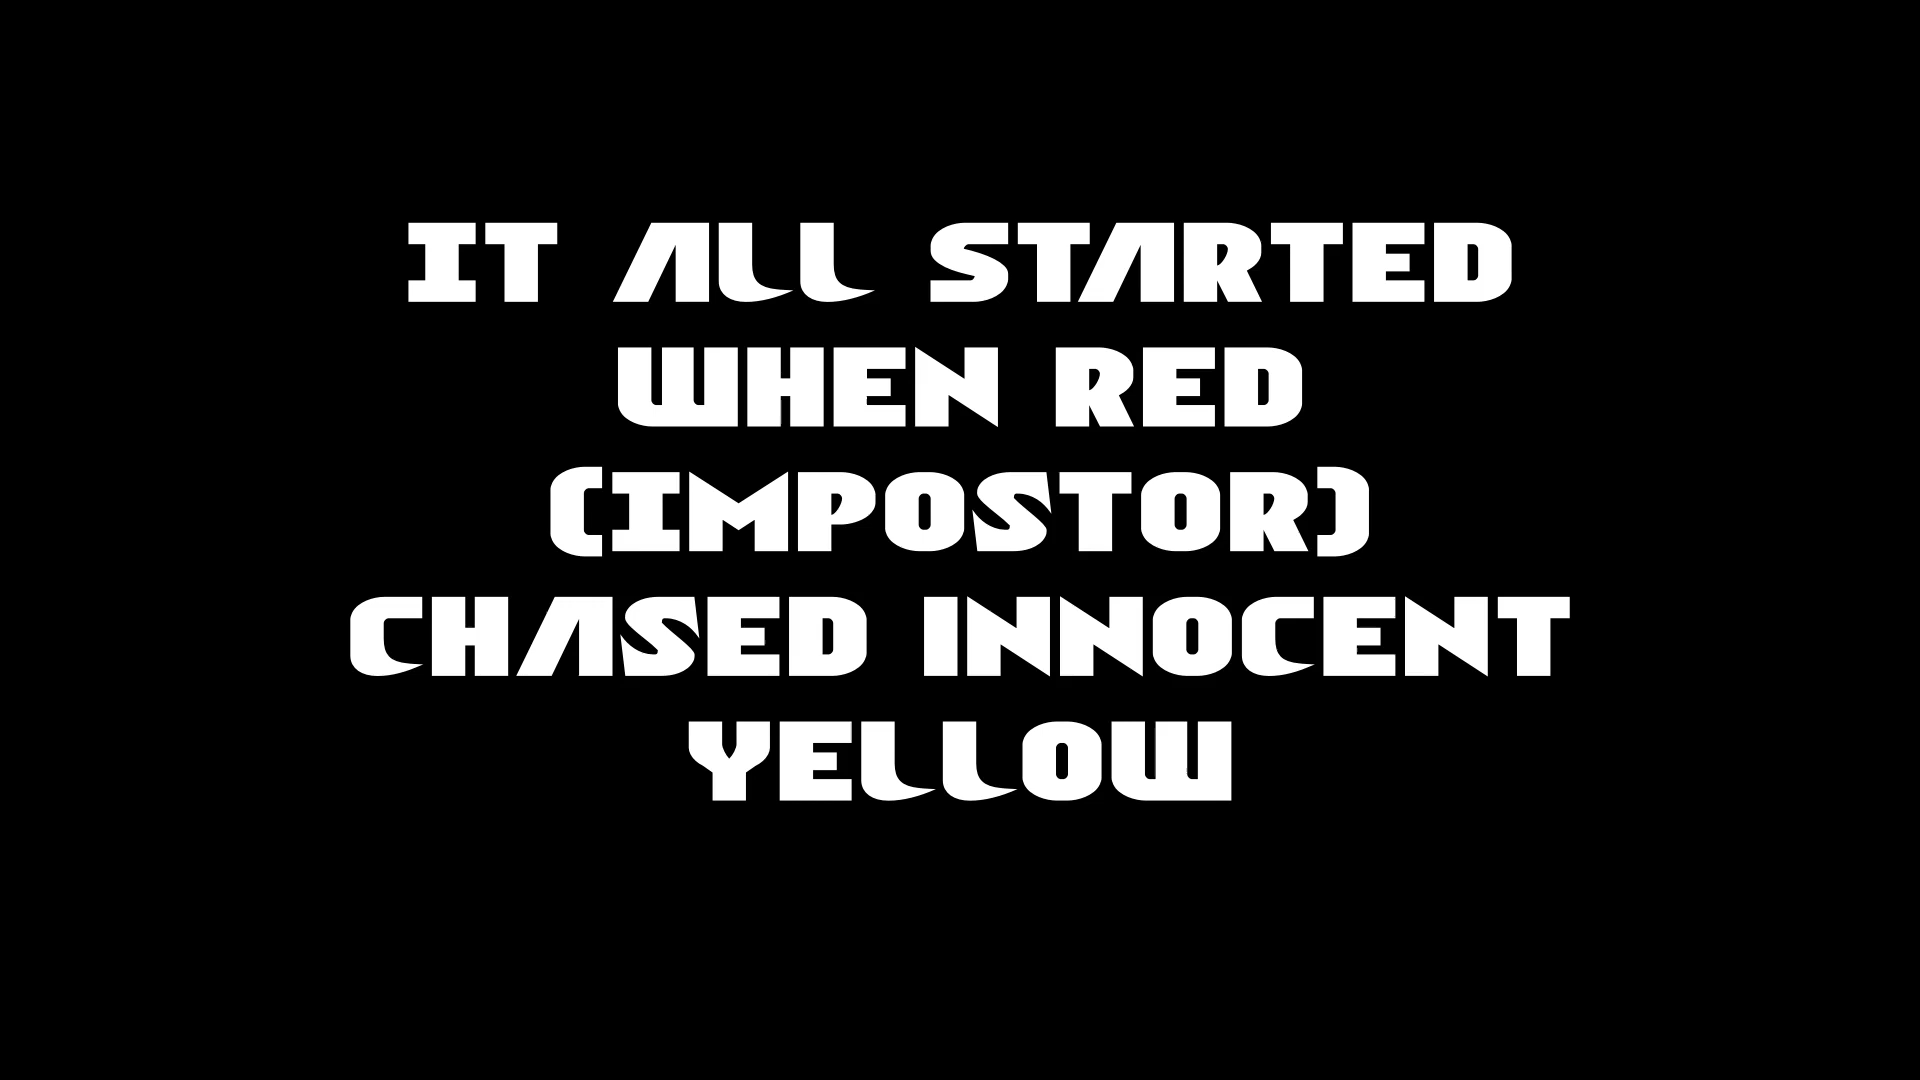 IT ALL STARTED
WHEN RED
(IMPOSTOR)
CHASED INNOCENT
YELLOW